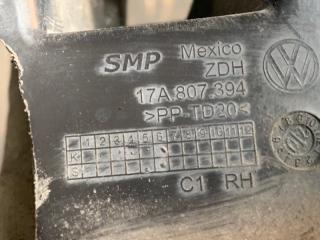 SMP Mexico
ZDH
17A 807 394
>PP-TD20<
1 2 3 4 5 6 7 8 9 10 11 12
K
S
C1 RH